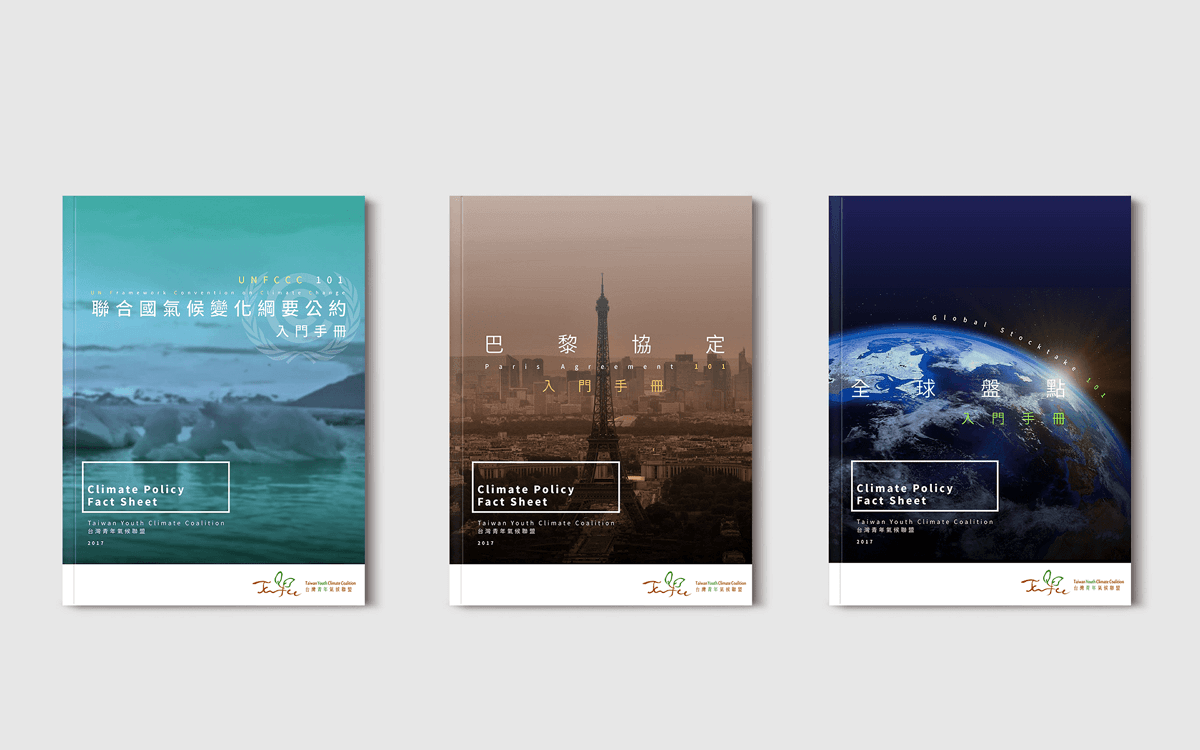 UNFCCC 101
UN Framework Convention on Climate Change
聯合國氣候變化綱要公約
入門手冊
Climate Policy
Fact Sheet
Taiwan Youth Climate Coalition
台灣青年氣候聯盟
2017
Taiwan Youth Climate Coalition
台灣青年氣候聯盟
巴黎協定
Paris Agreement 101
入門手冊
Climate Policy
Fact Sheet
Taiwan Youth Climate Coalition
台灣青年氣候聯盟
2017
Taiwan Youth Climate Coalition
台灣青年氣候聯盟
Global Stocktake 101
全球盤點
入門手冊
Climate Policy
Fact Sheet
Taiwan Youth Climate Coalition
台灣青年氣候聯盟
2017
Taiwan Youth Climate Coalition
台灣青年氣候聯盟